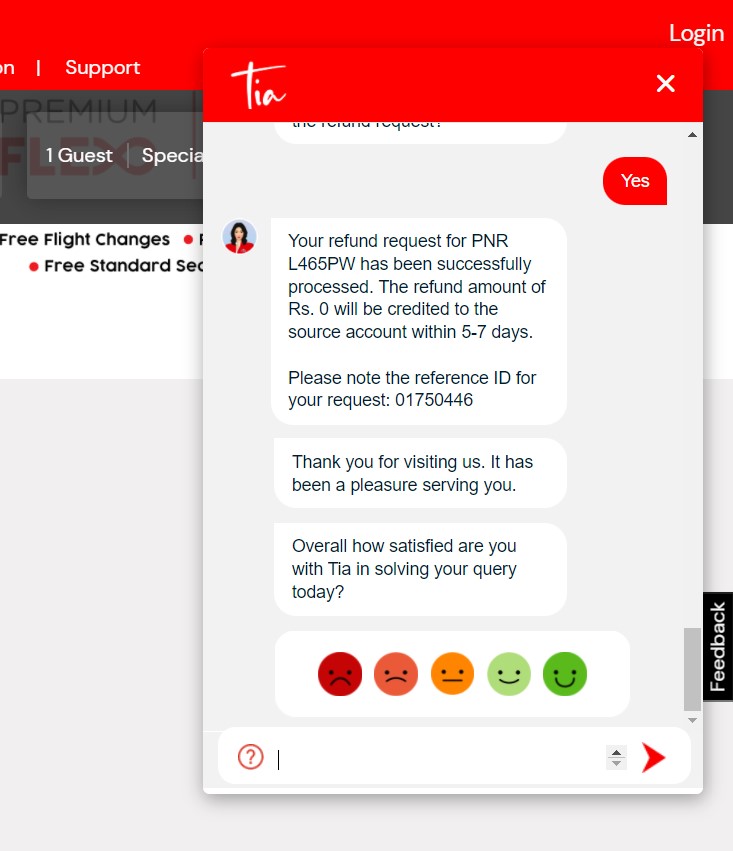 Login
on | Support
Tia
PREMIUM
FLEXO
1 Guest
Specia
the refund request?
Yes
Free Flight Changes
Free Standard Sea
Your refund request for PNR
L465PW has been successfully
processed. The refund amount of
Rs. 0 will be credited to the
source account within 5-7 days.
Please note the reference ID for
your request: 01750446
Thank you for visiting us. It has
been a pleasure serving you.
Overall how satisfied are you
with Tia in solving your query
today?
Feedback